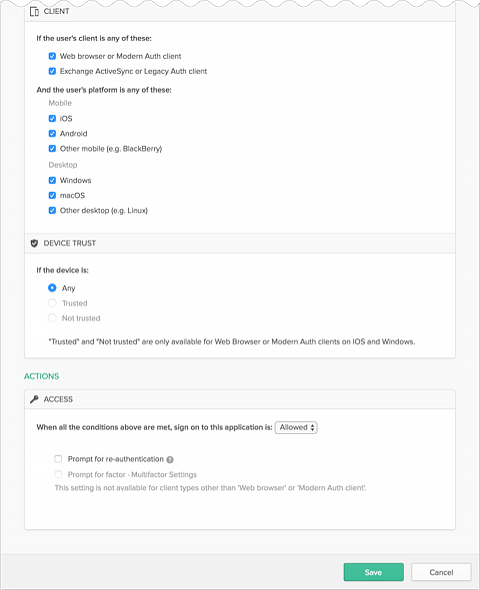 CLIENT
If the user's client is any of these:
Web browser or Modern Auth client
Exchange ActiveSync or Legacy Auth client
And the user's platform is any of these:
Mobile
iOS
Android
Other mobile (e.g. BlackBerry)
Desktop
Windows
macOS
Other desktop (e.g. Linux)
DEVICE TRUST
If the device is:
Any
Trusted
Not trusted
"Trusted" and "Not trusted" are only available for Web Browser or Modern Auth clients on IOS and Windows.
ACTIONS
ACCESS
When all the conditions above are met, sign on to this application is: Allowed
Prompt for re-authentication ?
Prompt for factor - Multifactor Settings
This setting is not available for client types other than 'Web browser' or 'Modern Auth client'.
Save Cancel